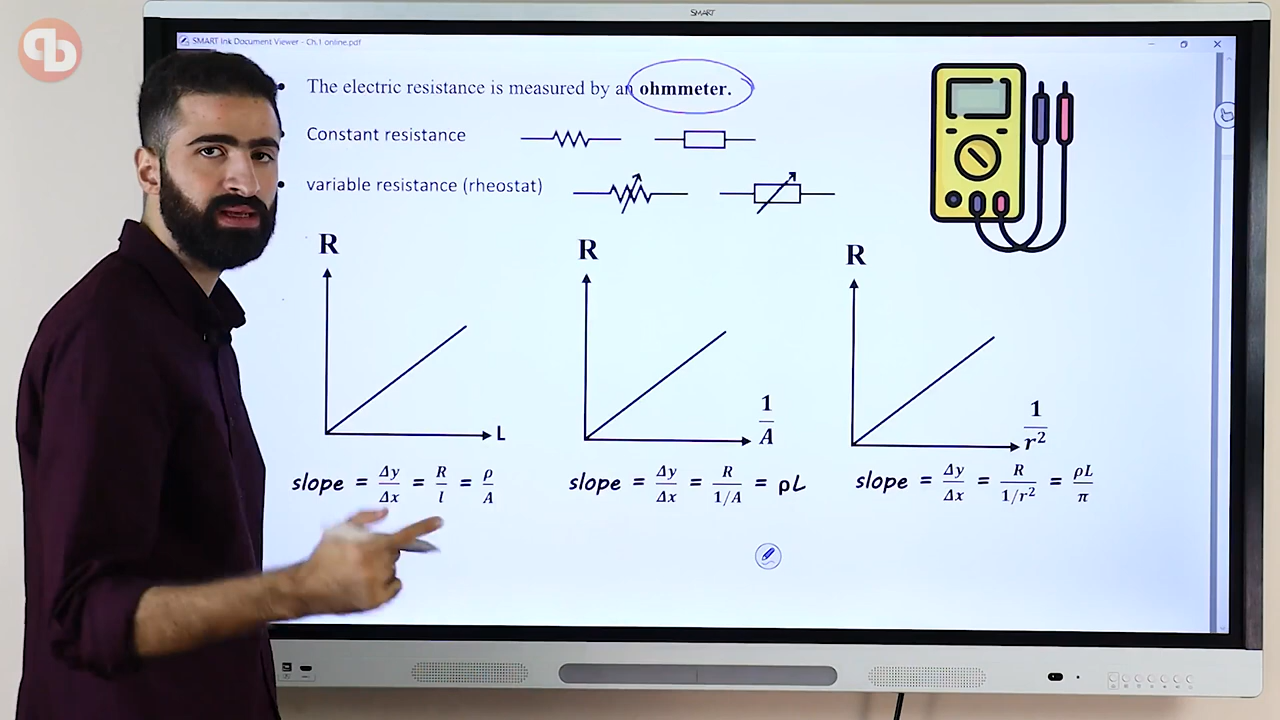 qb
SMART
SMART Ink Document Viewer - Ch.1 online.pdf
• The electric resistance is measured by an ohmmeter.
• Constant resistance
• variable resistance (rheostat)
R
L
slope = Δy/Δx = R/l = ρ/A
R
1/A
slope = Δy/Δx = R/1/A = ρL
R
1/r²
slope = Δy/Δx = R/1/r² = ρL/π